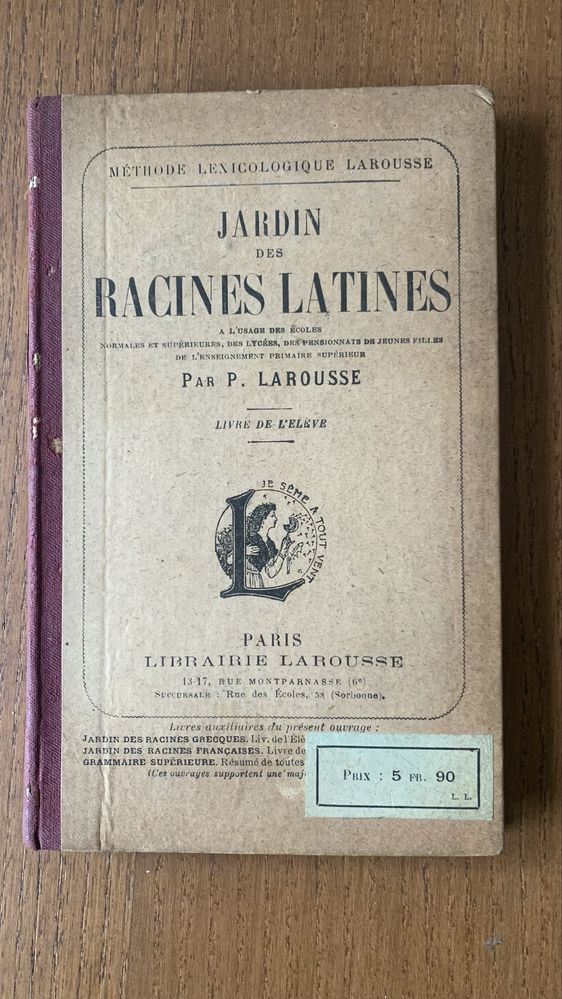 MÉTHODE LEXICOLOGIQUE LAROUSSE
JARDIN
DES
RACINES LATINES
A L'USAGE DES ÉCOLES
NORMALES ET SUPÉRIEURES, DES LYCÉES, DES PENSIONNATS DE JEUNES FILLES
DE L'ENSEIGNEMENT PRIMAIRE SUPÉRIEUR
PAR P. LAROUSSE
LIVRE DE L'ELÈVE
JE SÈME À TOUT VENT
L
PARIS
LIBRAIRIE LAROUSSE
13-17, RUE MONTPARNASSE (6e)
SUCCURSALE : Rue des Écoles, 58 (Sorbonne).
Livres auxiliaires du présent ouvrage :
JARDIN DES RACINES GRECQUES. Liv. de l'Élè
JARDIN DES RACINES FRANÇAISES. Livre de
GRAMMAIRE SUPÉRIEURE. Résumé de toutes
(Ces ouvrages supportent une maj
PRIX : 5 FR. 90
L. L.